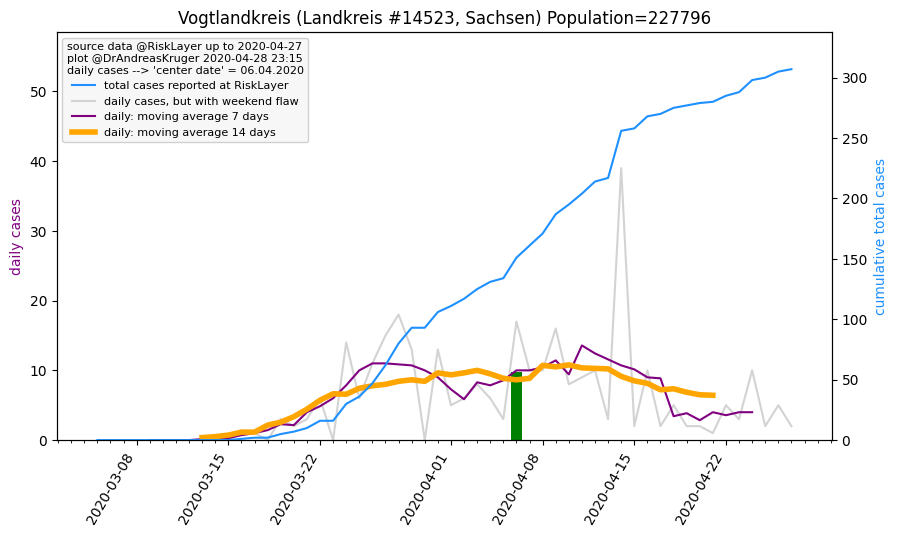 Vogtlandkreis (Landkreis #14523, Sachsen) Population=227796
source data @RiskLayer up to 2020-04-27
plot @DrAndreasKruger 2020-04-28 23:15
daily cases --> 'center date' = 06.04.2020
total cases reported at RiskLayer
daily cases, but with weekend flaw
daily: moving average 7 days
daily: moving average 14 days
daily cases
50
40
30
20
10
0
300
250
200
150
100
50
0
cumulative total cases
2020-03-08
2020-03-15
2020-03-22
2020-04-01
2020-04-08
2020-04-15
2020-04-22